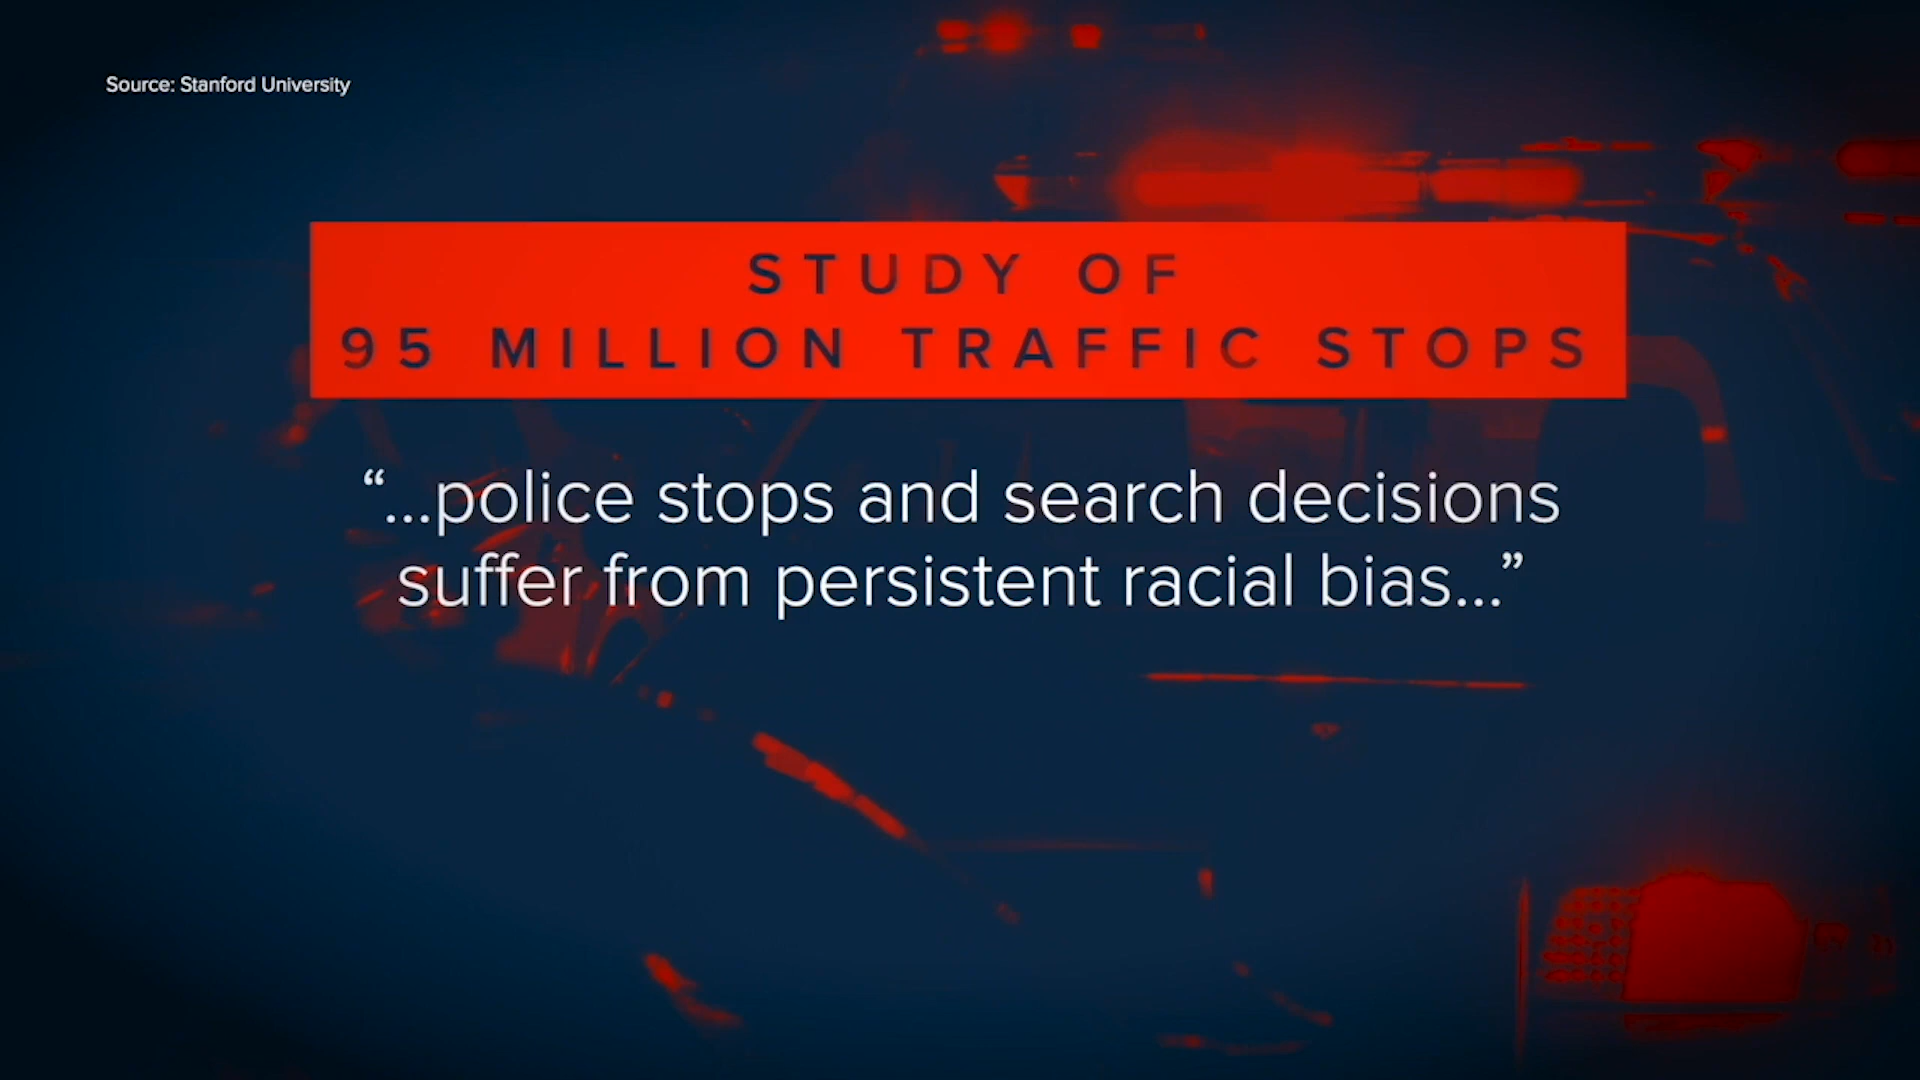 Source: Stanford University
STUDY OF
95 MILLION TRAFFIC STOPS
“...police stops and search decisions
suffer from persistent racial bias...”